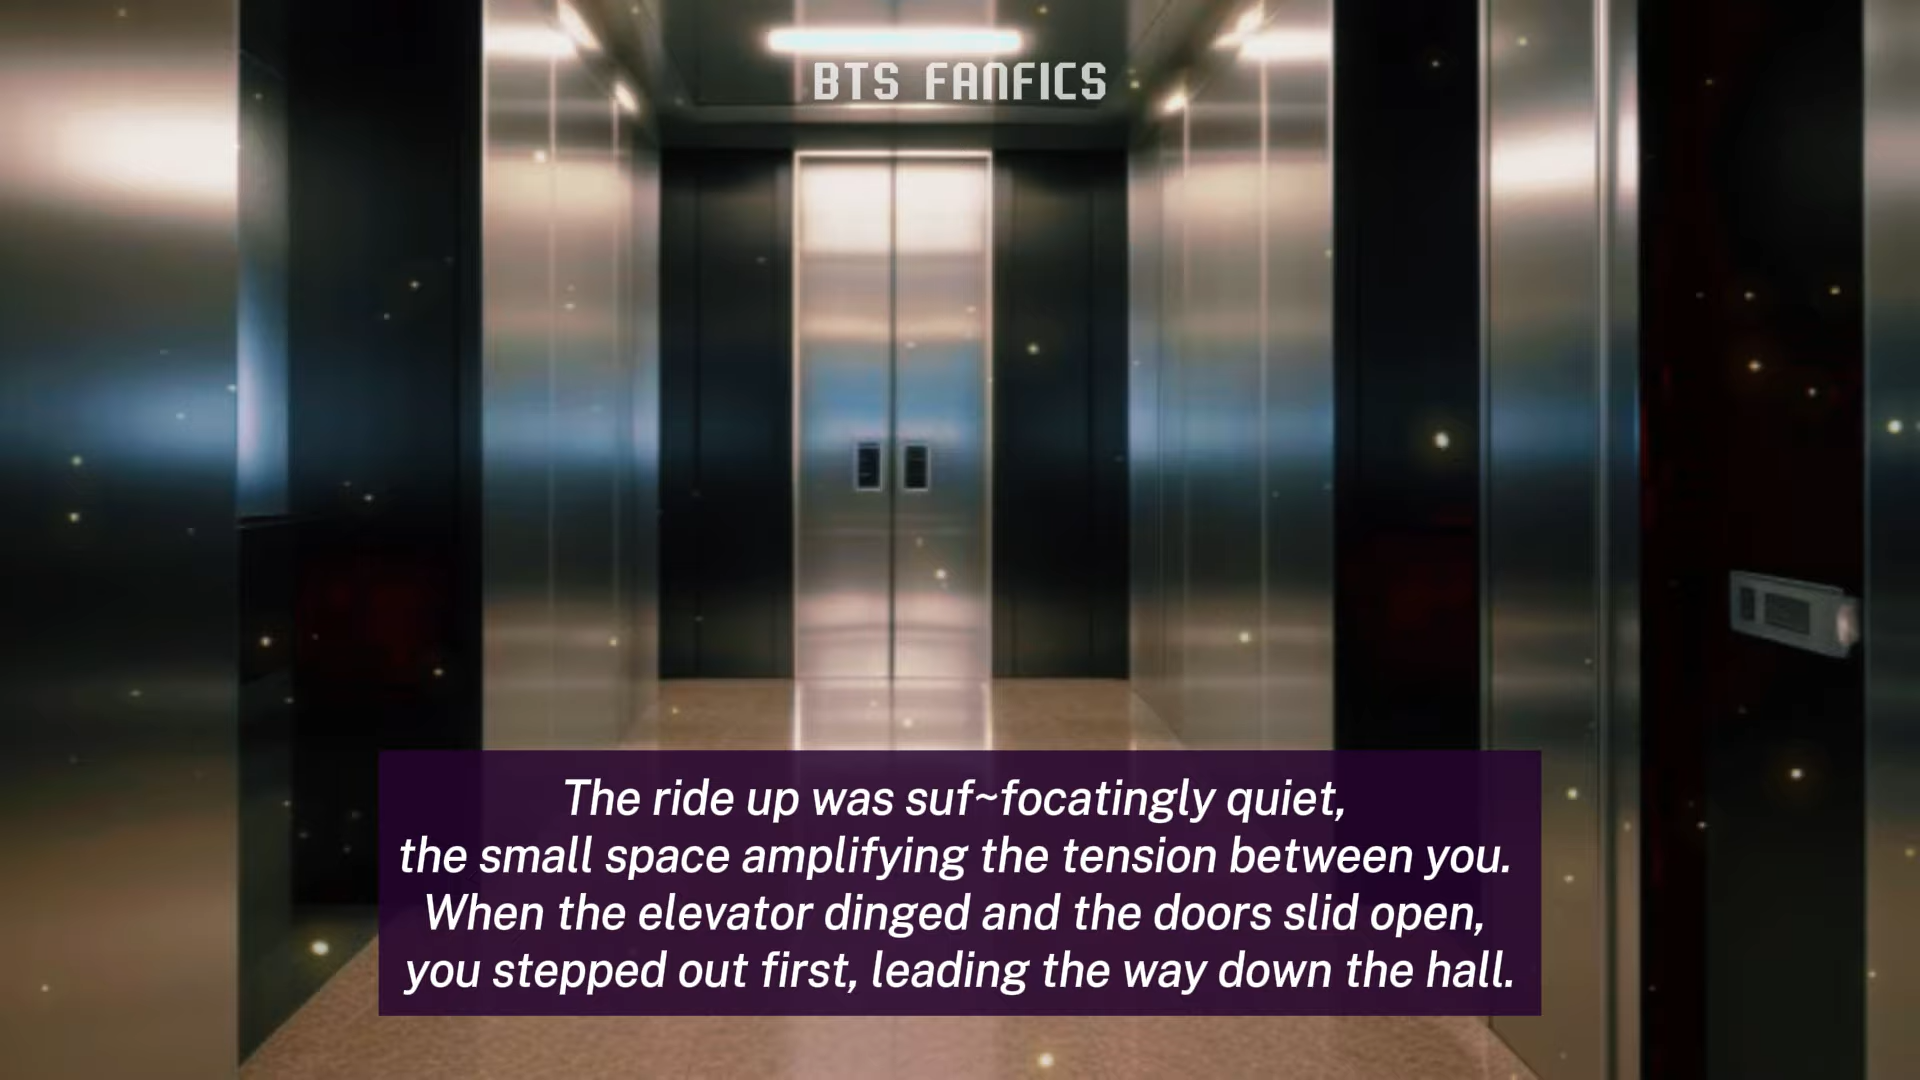 BTS FANFICS
The ride up was suf~focatingly quiet,
the small space amplifying the tension between you.
When the elevator dinged and the doors slid open,
you stepped out first, leading the way down the hall.